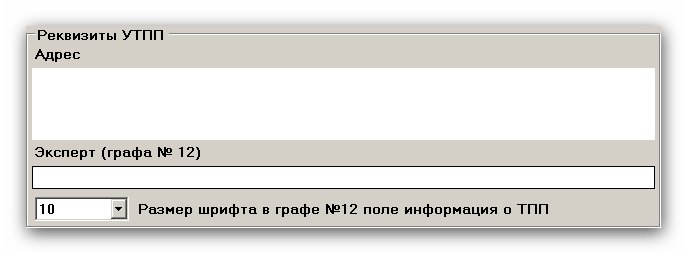 Реквизиты УТПП
Адрес
Эксперт (графа № 12)
10 Размер шрифта в графе №12 поле информация о ТПП